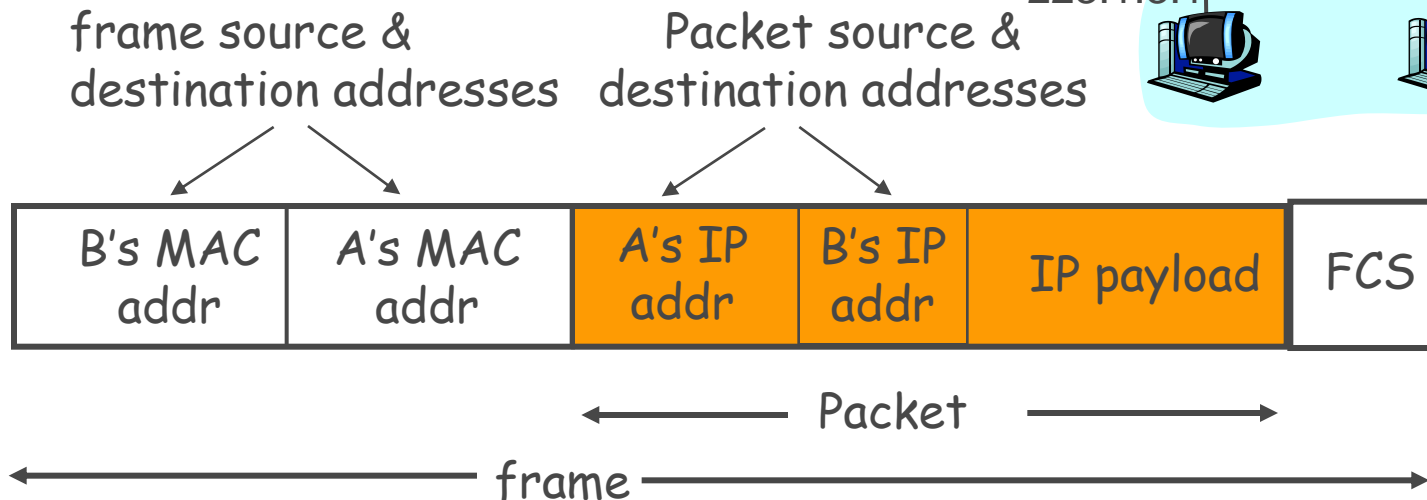 frame source &
destination addresses
Packet source &
destination addresses
B's MAC
addr
A's MAC
addr
A's IP
addr
B's IP
addr
IP payload
FCS
Packet
frame